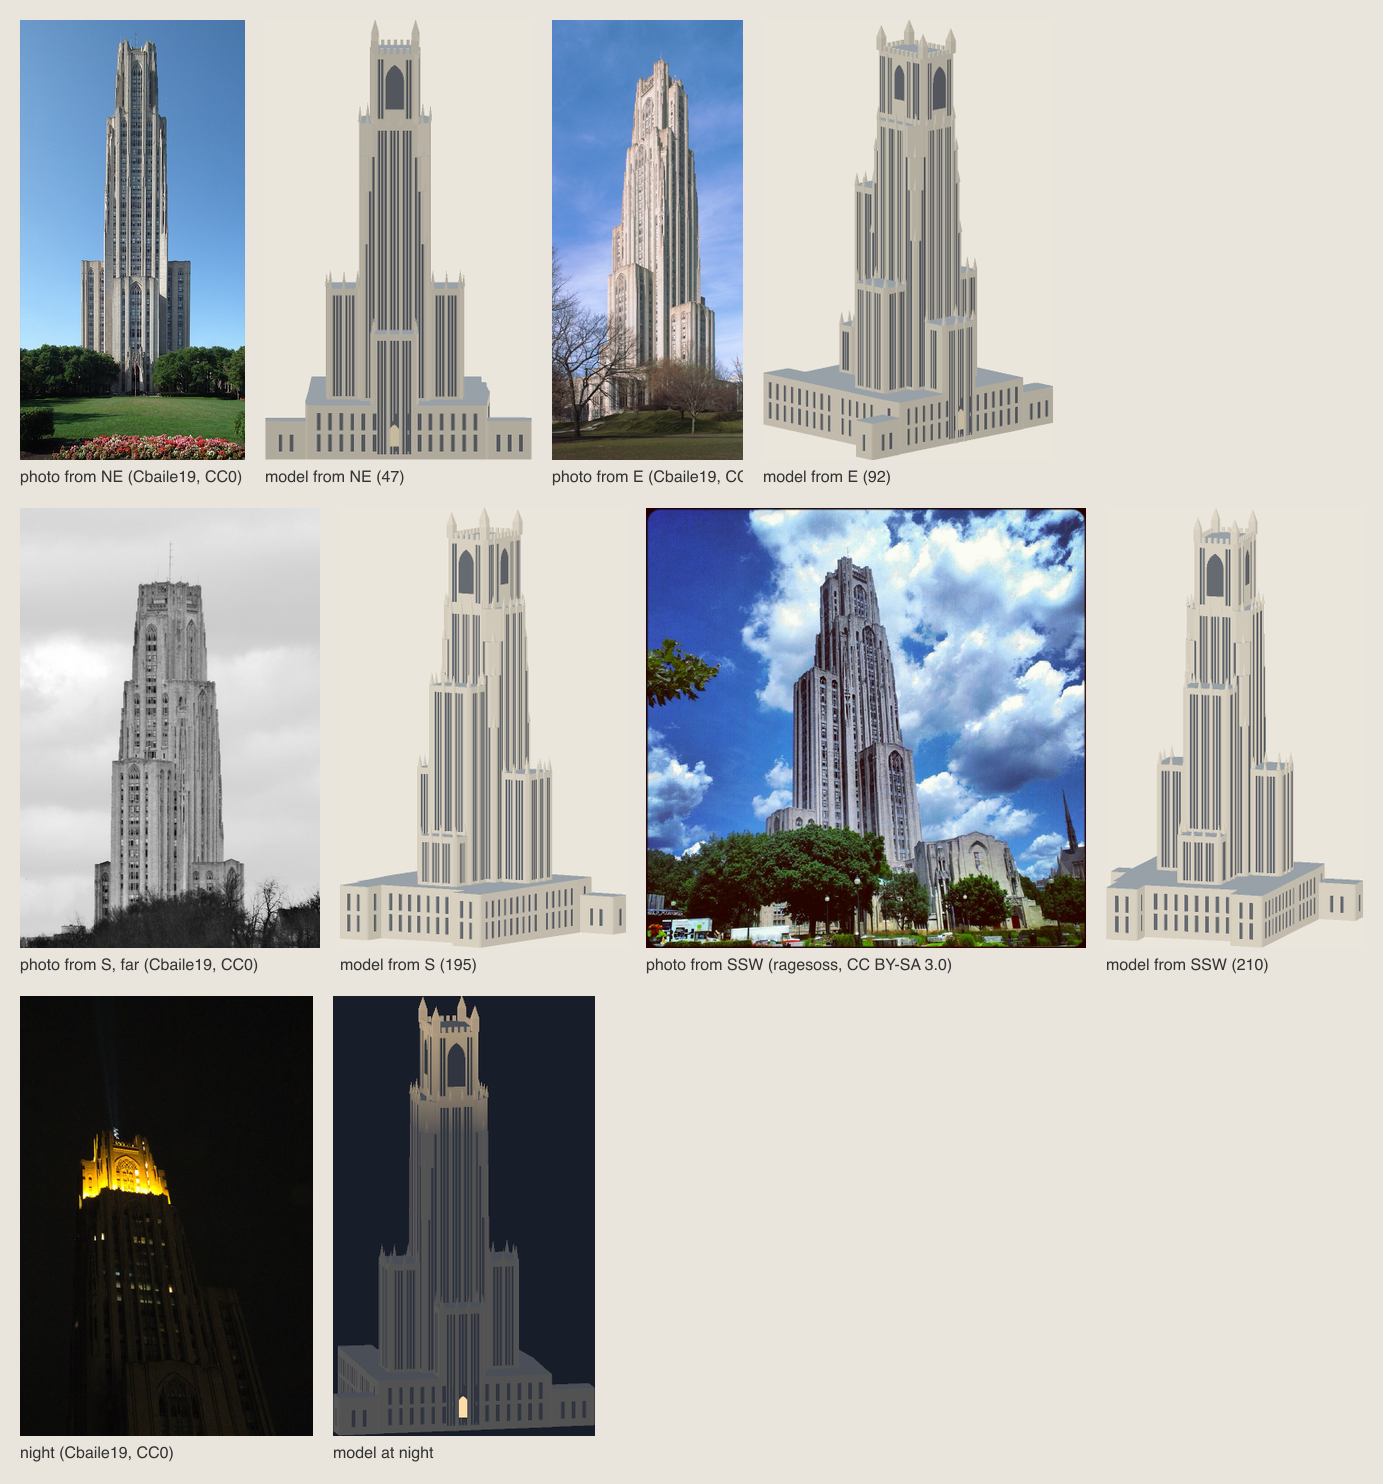 photo from NE (Cbaile19, CC0)
model from NE (47)
photo from E (Cbaile19, CC
model from E (92)
photo from S, far (Cbaile19, CC0)
model from S (195)
photo from SSW (ragesoss, CC BY-SA 3.0)
model from SSW (210)
night (Cbaile19, CC0)
model at night